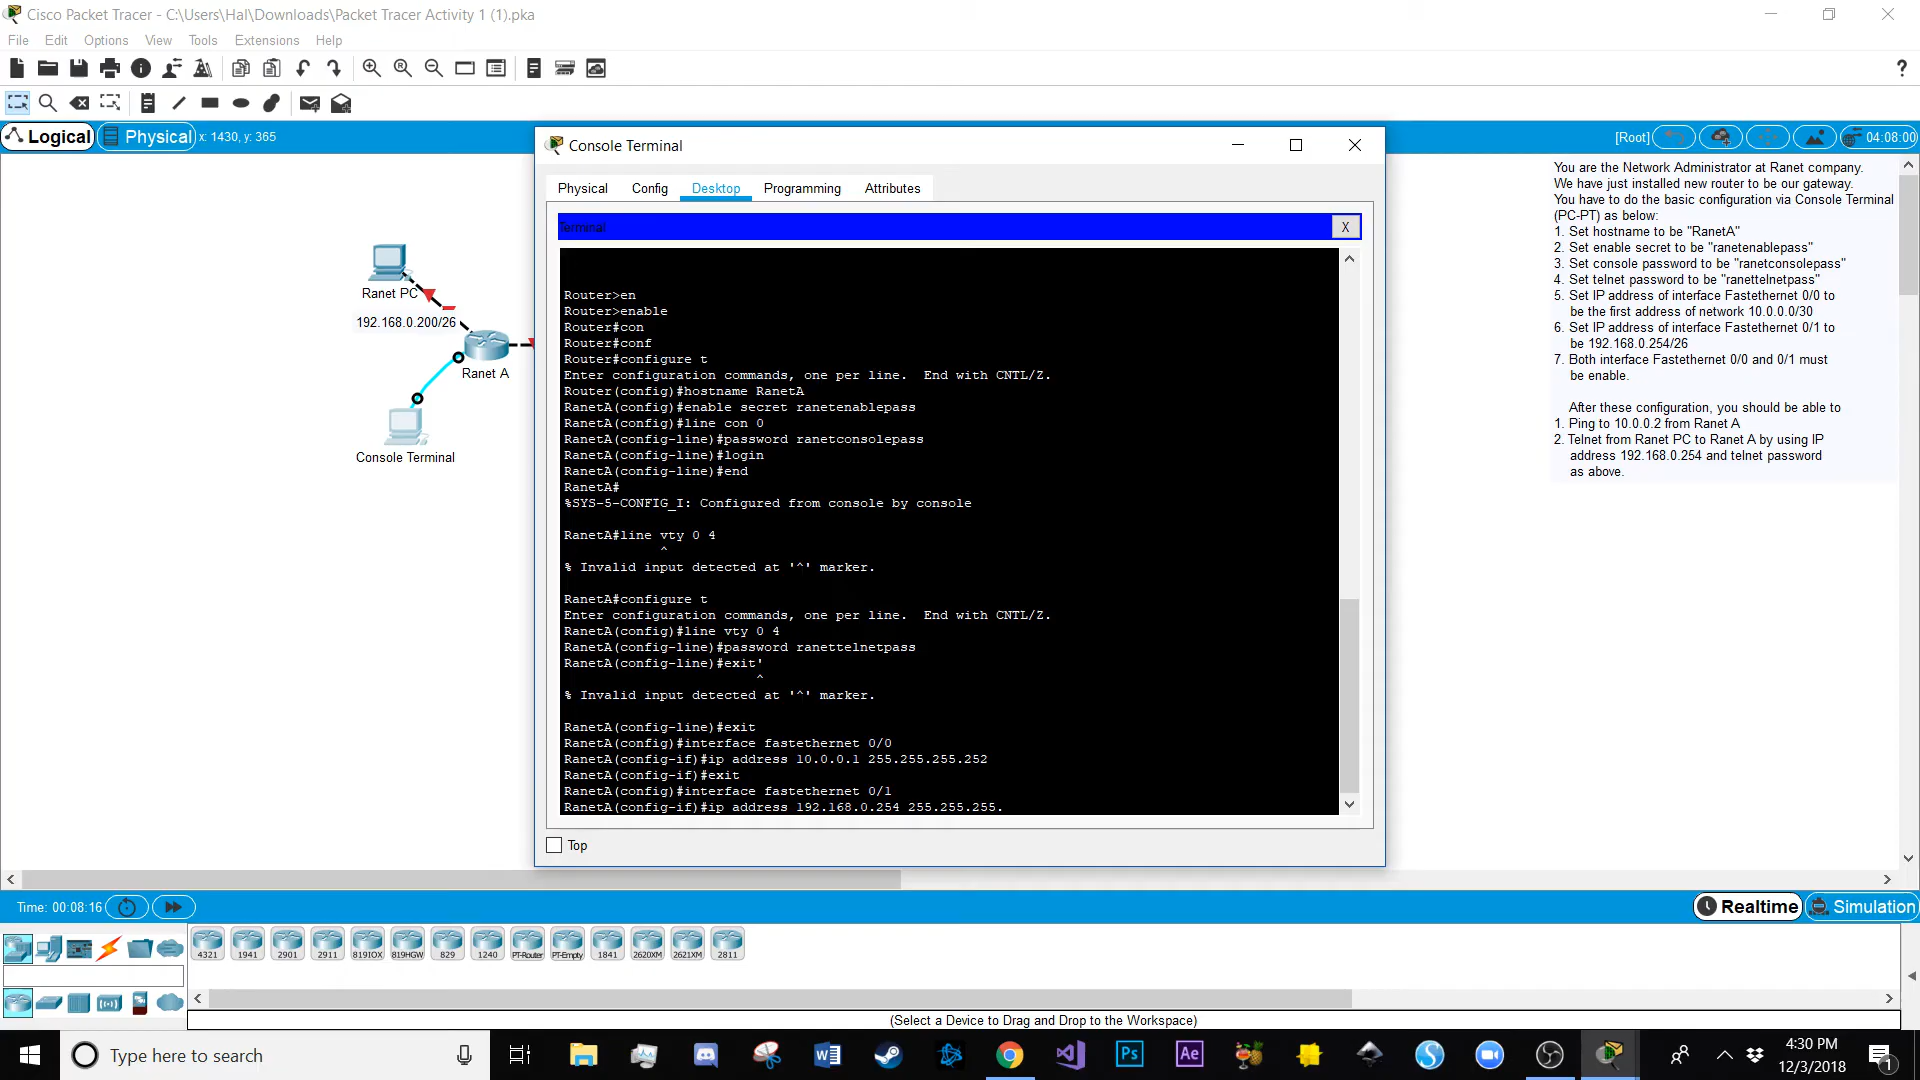 Cisco Packet Tracer - C:\Users\Hal\Downloads\Packet Tracer Activity 1 (1).pka
File Edit Options View Tools Extensions Help
?
Logical Physical x: 1430, y: 365
[Root] 04:08:00
Ranet PC
192.168.0.200/26
Ranet A
Console Terminal
Console Terminal
Physical Config Desktop Programming Attributes
Terminal X
Router>en
Router>enable
Router#con
Router#conf
Router#configure t
Enter configuration commands, one per line.  End with CNTL/Z.
Router(config)#hostname RanetA
RanetA(config)#enable secret ranetenablepass
RanetA(config)#line con 0
RanetA(config-line)#password ranetconsolepass
RanetA(config-line)#login
RanetA(config-line)#end
RanetA#
%SYS-5-CONFIG_I: Configured from console by console
RanetA#line vty 0 4
^
% Invalid input detected at '^' marker.
RanetA#configure t
Enter configuration commands, one per line.  End with CNTL/Z.
RanetA(config)#line vty 0 4
RanetA(config-line)#password ranettelnetpass
RanetA(config-line)#exit'
^
% Invalid input detected at '^' marker.
RanetA(config-line)#exit
RanetA(config)#interface fastethernet 0/0
RanetA(config-if)#ip address 10.0.0.1 255.255.255.252
RanetA(config-if)#exit
RanetA(config)#interface fastethernet 0/1
RanetA(config-if)#ip address 192.168.0.254 255.255.255.
Top
You are the Network Administrator at Ranet company.
We have just installed new router to be our gateway.
You have to do the basic configuration via Console Terminal
(PC-PT) as below:
1. Set hostname to be "RanetA"
2. Set enable secret to be "ranetenablepass"
3. Set console password to be "ranetconsolepass"
4. Set telnet password to be "ranettelnetpass"
5. Set IP address of interface Fastethernet 0/0 to
be the first address of network 10.0.0.0/30
6. Set IP address of interface Fastethernet 0/1 to
be 192.168.0.254/26
7. Both interface Fastethernet 0/0 and 0/1 must
be enable.
After these configuration, you should be able to
1. Ping to 10.0.0.2 from Ranet A
2. Telnet from Ranet PC to Ranet A by using IP
address 192.168.0.254 and telnet password
as above.
Time: 00:08:16
Realtime Simulation
4321 1941 2901 2911 819IOX 819HGW 829 1240 PT-Router PT-Empty 1841 2620XM 2621XM 2811
(Select a Device to Drag and Drop to the Workspace)
Type here to search
Ps Ae
4:30 PM
12/3/2018
1